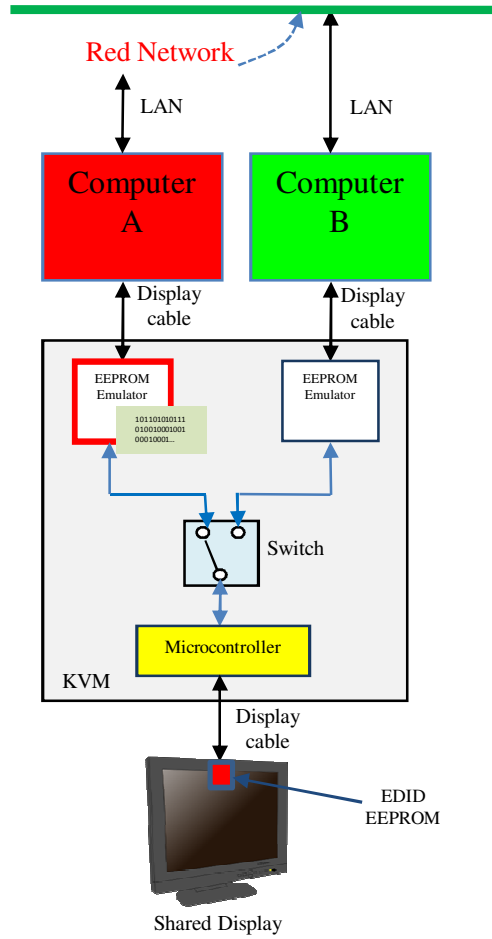 Red Network
LAN
LAN
Computer
A
Computer
B
Display
cable
Display
cable
EEPROM
Emulator
EEPROM
Emulator
101101010111
010010001001
00010001...
Switch
Microcontroller
KVM
Display
cable
EDID
EEPROM
Shared Display